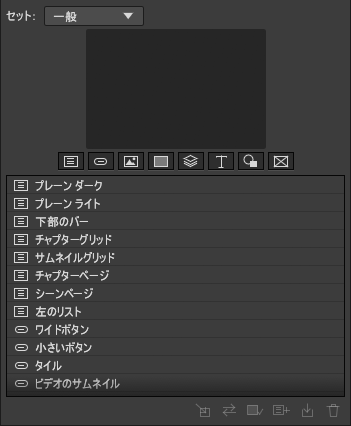 セット: 一般
プレーン ダーク
プレーン ライト
下部のバー
チャプターグリッド
サムネイルグリッド
チャプターページ
シーンページ
左のリスト
ワイドボタン
小さいボタン
タイル
ビデオのサムネイル